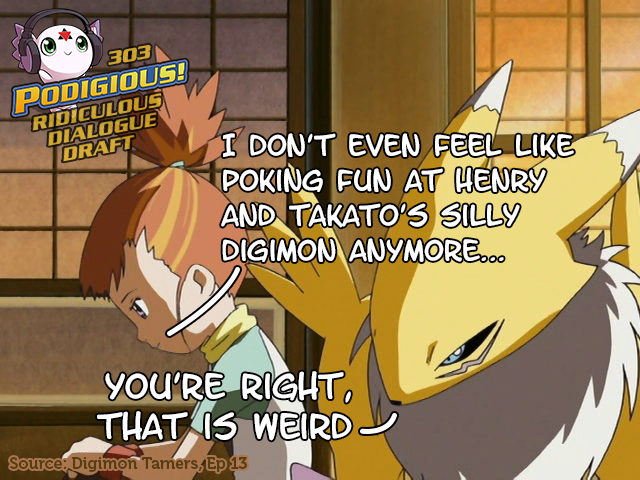 303
PODIGIOUS!
RIDICULOUS
DIALOGUE
DRAFT
I DON'T EVEN FEEL LIKE
POKING FUN AT HENRY
AND TAKATO'S SILLY
DIGIMON ANYMORE...
YOU'RE RIGHT,
THAT IS WEIRD
Source: Digimon Tamers, Ep 13